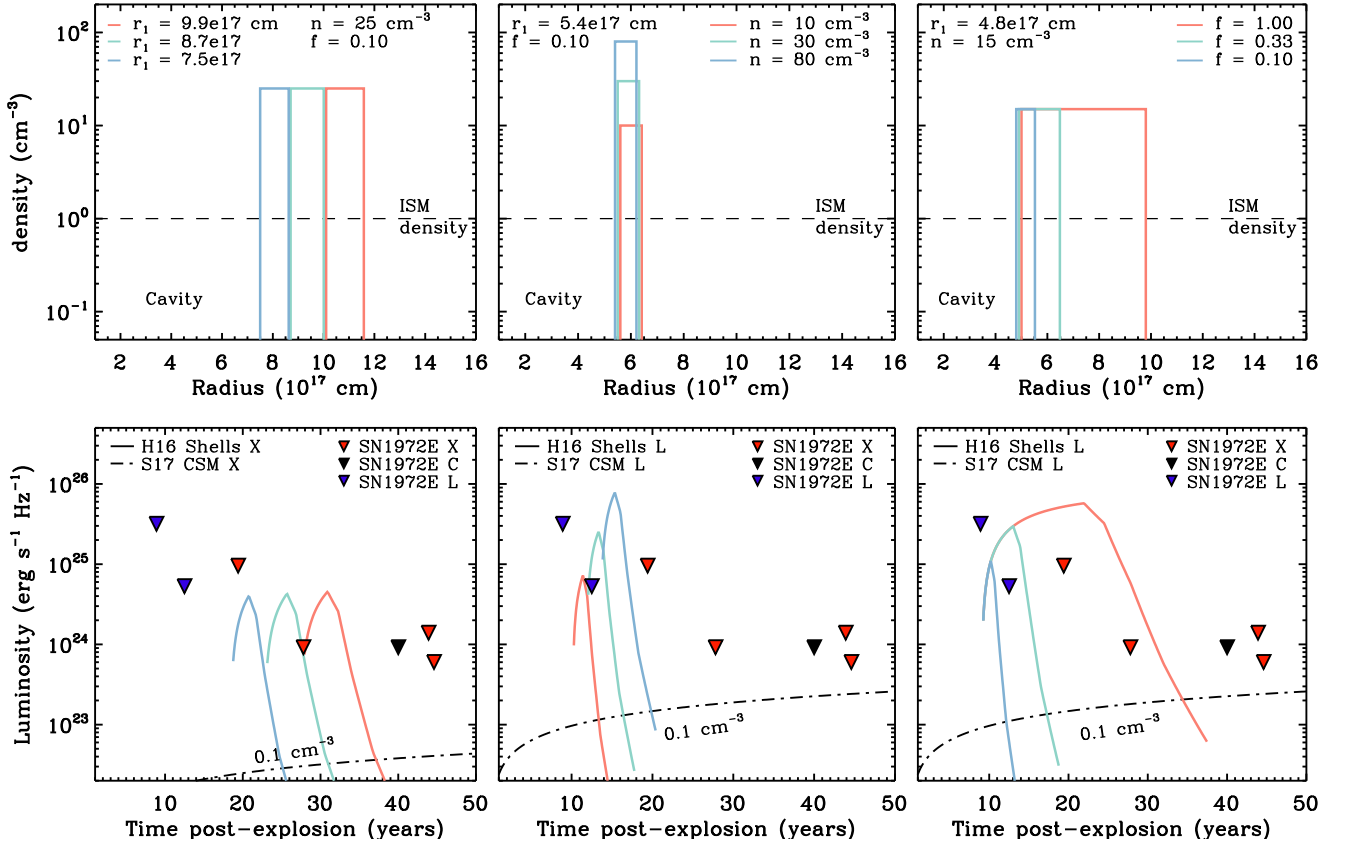 r₁ = 9.9e17 cm n = 25 cm⁻³
r₁ = 8.7e17 f = 0.10
r₁ = 7.5e17
10²
10¹
10⁰
10⁻¹
density (cm⁻³)
ISM
density
Cavity
2 4 6 8 10 12 14 16
Radius (10¹⁷ cm)
r₁ = 5.4e17 cm n = 10 cm⁻³
f = 0.10 n = 30 cm⁻³
n = 80 cm⁻³
ISM
density
Cavity
2 4 6 8 10 12 14 16
Radius (10¹⁷ cm)
r₁ = 4.8e17 cm f = 1.00
n = 15 cm⁻³ f = 0.33
f = 0.10
ISM
density
Cavity
2 4 6 8 10 12 14 16
Radius (10¹⁷ cm)
H16 Shells X SN1972E X
S17 CSM X SN1972E C
SN1972E L
10²⁶
10²⁵
10²⁴
10²³
Luminosity (erg s⁻¹ Hz⁻¹)
0.1 cm⁻³
10 20 30 40 50
Time post-explosion (years)
H16 Shells L SN1972E X
S17 CSM L SN1972E C
SN1972E L
0.1 cm⁻³
10 20 30 40 50
Time post-explosion (years)
H16 Shells L SN1972E X
S17 CSM L SN1972E C
SN1972E L
0.1 cm⁻³
10 20 30 40 50
Time post-explosion (years)